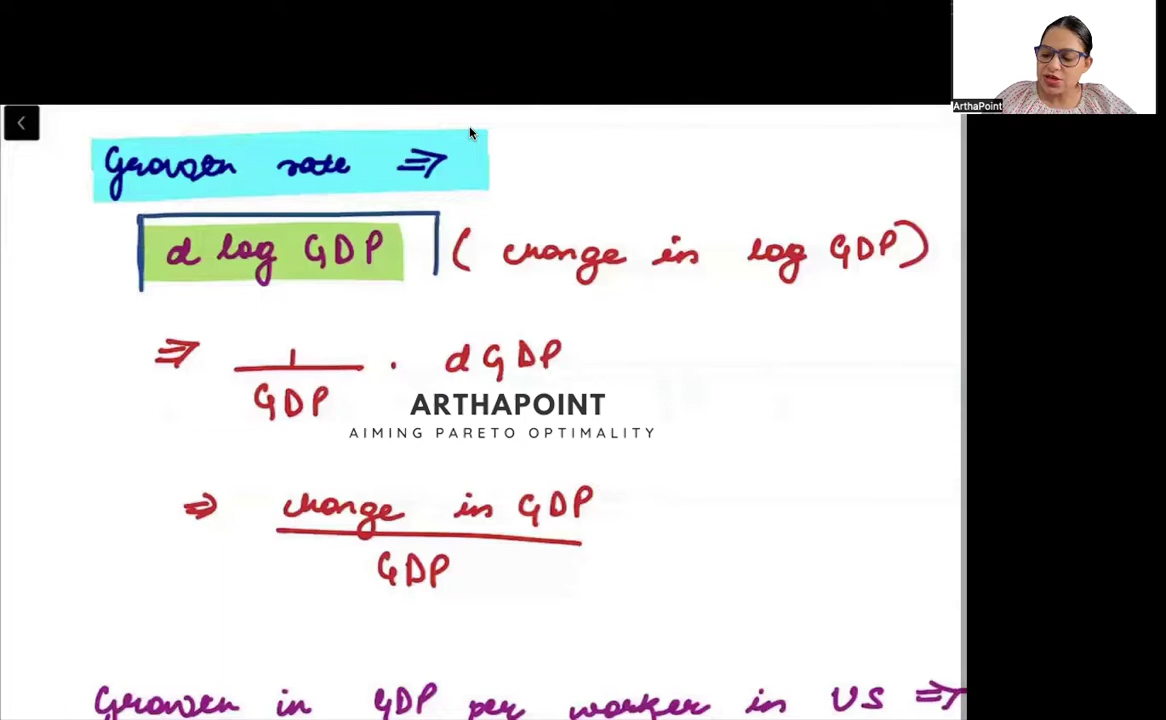 ArthaPoint
Growth rate ⇒
d log GDP (change in log GDP)
⇒ 1/GDP . d GDP
ARTHAPOINT
AIMING PARETO OPTIMALITY
⇒ change in GDP
GDP
Growth in GDP per worker in US ⇒